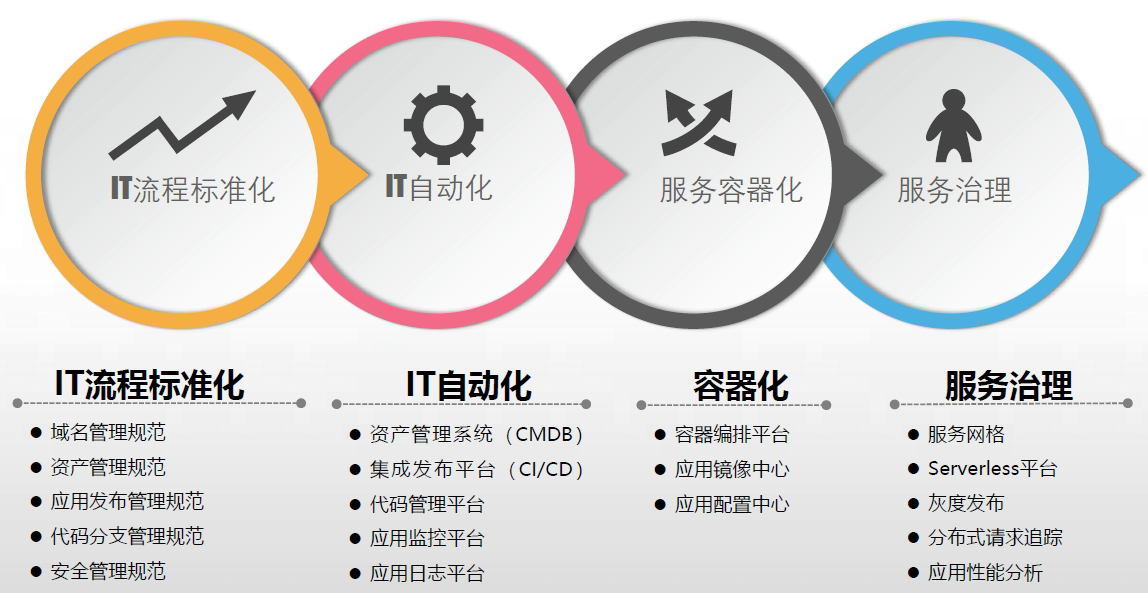 IT流程标准化
IT自动化
服务容器化
服务治理
IT流程标准化
域名管理规范
资产管理规范
应用发布管理规范
代码分支管理规范
安全管理规范
IT自动化
资产管理系统（CMDB）
集成发布平台（CI/CD）
代码管理平台
应用监控平台
应用日志平台
容器化
容器编排平台
应用镜像中心
应用配置中心
服务治理
服务网格
Serverless平台
灰度发布
分布式请求追踪
应用性能分析